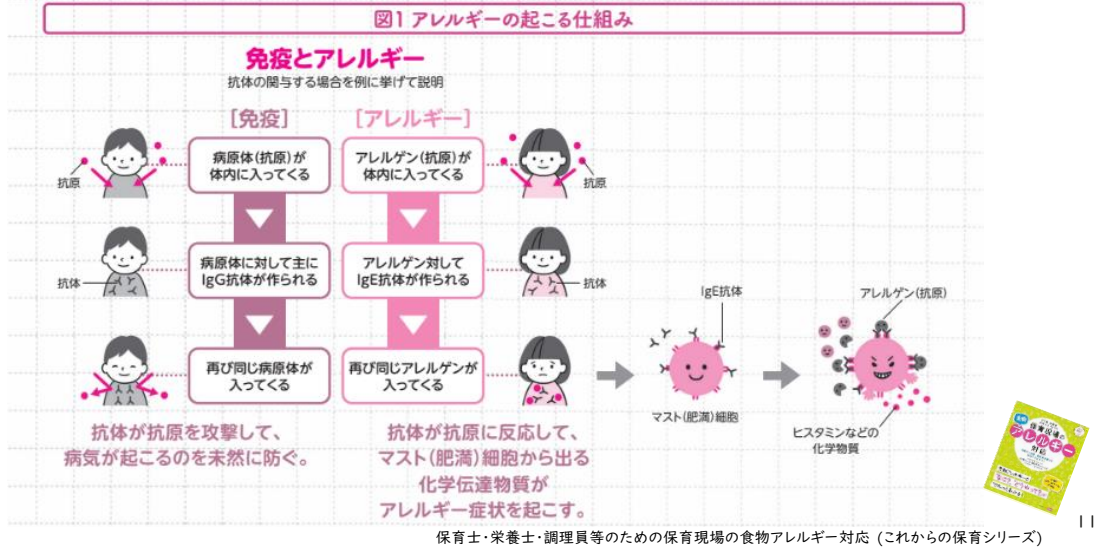 図1 アレルギーの起こる仕組み
免疫とアレルギー
抗体の関与する場合を例に挙げて説明
[免疫]
[アレルギー]
抗原
病原体(抗原)が
体内に入ってくる
アレルゲン(抗原)が
体内に入ってくる
抗原
抗体
病原体に対して主に
IgG抗体が作られる
アレルゲン対して
IgE抗体が作られる
抗体
再び同じ病原体が
入ってくる
再び同じアレルゲンが
入ってくる
抗体が抗原を攻撃して、
病気が起こるのを未然に防ぐ。
抗体が抗原に反応して、
マスト(肥満)細胞から出る
化学伝達物質が
アレルギー症状を起こす。
IgE抗体
マスト(肥満)細胞
アレルゲン(抗原)
ヒスタミンなどの
化学物質
保育現場の
アレルギー
対応
11
保育士・栄養士・調理員等のための保育現場の食物アレルギー対応 (これからの保育シリーズ)